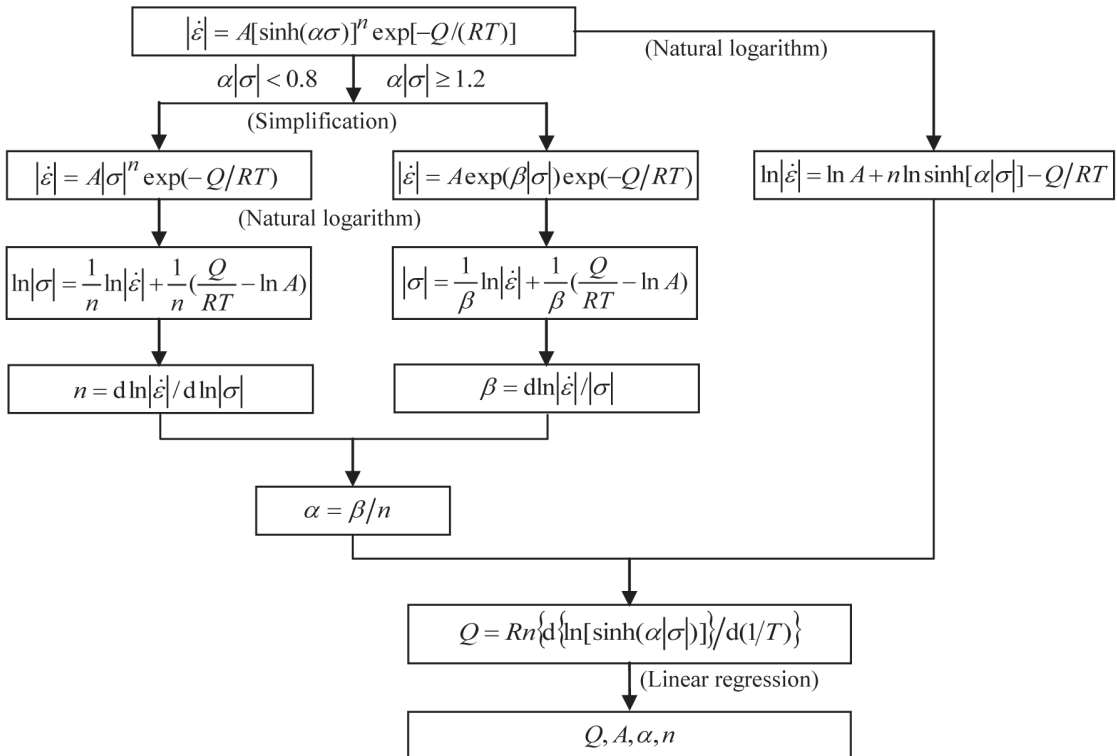 |ε̇| = A[sinh(ασ)]ⁿ exp[−Q/(RT)]
(Natural logarithm)
α|σ| < 0.8
α|σ| ≥ 1.2
(Simplification)
|ε̇| = A|σ|ⁿ exp(−Q/RT)
|ε̇| = A exp(β|σ|)exp(−Q/RT)
ln|ε̇| = ln A + n ln sinh[α|σ|] − Q/RT
(Natural logarithm)
ln|σ| = 1/n ln|ε̇| + 1/n (Q/RT − ln A)
|σ| = 1/β ln|ε̇| + 1/β (Q/RT − ln A)
n = d ln|ε̇| / d ln|σ|
β = dln|ε̇|/|σ|
α = β/n
Q = Rn{d{ln[sinh(α|σ|)]}/d(1/T)}
(Linear regression)
Q, A, α, n